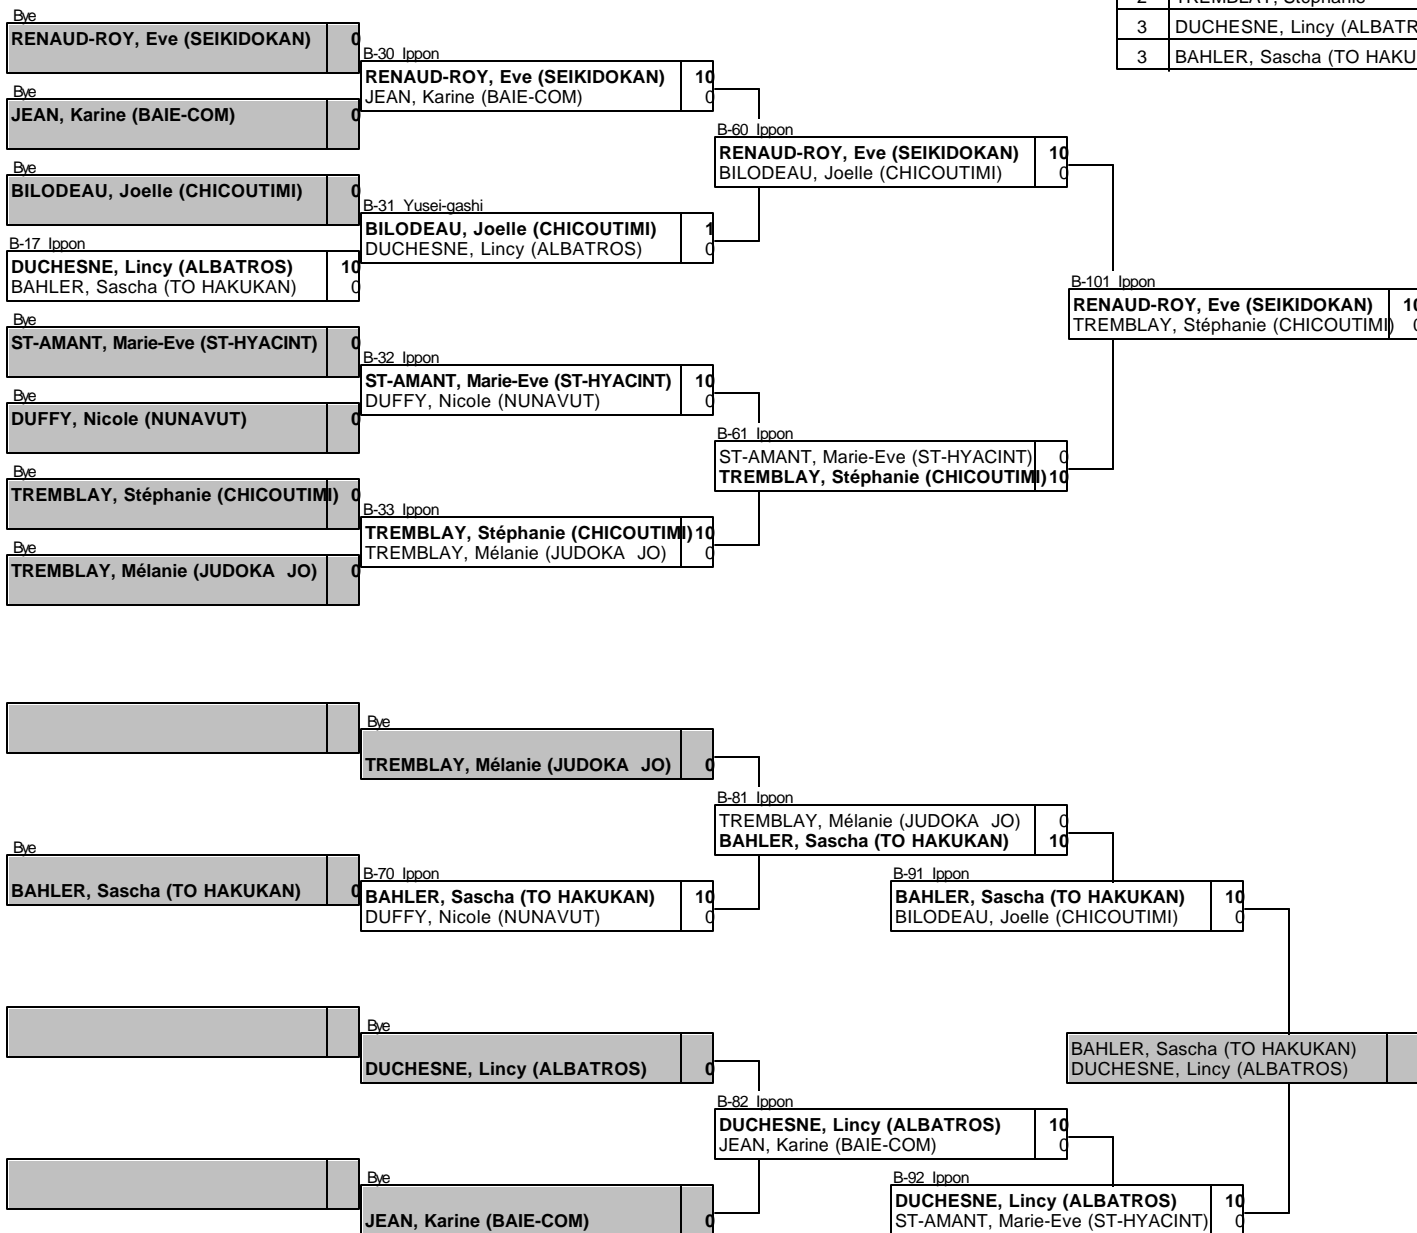 2 TREMBLAY, Stéphanie
3 DUCHESNE, Lincy (ALBATR
3 BAHLER, Sascha (TO HAKU
Bye
RENAUD-ROY, Eve (SEIKIDOKAN) 0
Bye
JEAN, Karine (BAIE-COM) 0
Bye
BILODEAU, Joelle (CHICOUTIMI) 0
B-17 Ippon
DUCHESNE, Lincy (ALBATROS) 10
BAHLER, Sascha (TO HAKUKAN) 0
Bye
ST-AMANT, Marie-Eve (ST-HYACINT) 0
Bye
DUFFY, Nicole (NUNAVUT) 0
Bye
TREMBLAY, Stéphanie (CHICOUTIMI) 0
Bye
TREMBLAY, Mélanie (JUDOKA JO) 0
B-30 Ippon
RENAUD-ROY, Eve (SEIKIDOKAN) 10
JEAN, Karine (BAIE-COM) 0
B-31 Yusei-gashi
BILODEAU, Joelle (CHICOUTIMI) 1
DUCHESNE, Lincy (ALBATROS) 0
B-32 Ippon
ST-AMANT, Marie-Eve (ST-HYACINT) 10
DUFFY, Nicole (NUNAVUT) 0
B-33 Ippon
TREMBLAY, Stéphanie (CHICOUTIMI) 10
TREMBLAY, Mélanie (JUDOKA JO) 0
B-60 Ippon
RENAUD-ROY, Eve (SEIKIDOKAN) 10
BILODEAU, Joelle (CHICOUTIMI) 0
B-61 Ippon
ST-AMANT, Marie-Eve (ST-HYACINT) 0
TREMBLAY, Stéphanie (CHICOUTIMI) 10
B-101 Ippon
RENAUD-ROY, Eve (SEIKIDOKAN) 10
TREMBLAY, Stéphanie (CHICOUTIMI) 0
Bye
BAHLER, Sascha (TO HAKUKAN) 0
Bye
TREMBLAY, Mélanie (JUDOKA JO) 0
B-70 Ippon
BAHLER, Sascha (TO HAKUKAN) 10
DUFFY, Nicole (NUNAVUT) 0
Bye
DUCHESNE, Lincy (ALBATROS) 0
Bye
JEAN, Karine (BAIE-COM) 0
B-81 Ippon
TREMBLAY, Mélanie (JUDOKA JO) 0
BAHLER, Sascha (TO HAKUKAN) 10
B-82 Ippon
DUCHESNE, Lincy (ALBATROS) 10
JEAN, Karine (BAIE-COM) 0
B-91 Ippon
BAHLER, Sascha (TO HAKUKAN) 10
BILODEAU, Joelle (CHICOUTIMI) 0
B-92 Ippon
DUCHESNE, Lincy (ALBATROS) 10
ST-AMANT, Marie-Eve (ST-HYACINT) 0
BAHLER, Sascha (TO HAKUKAN)
DUCHESNE, Lincy (ALBATROS)